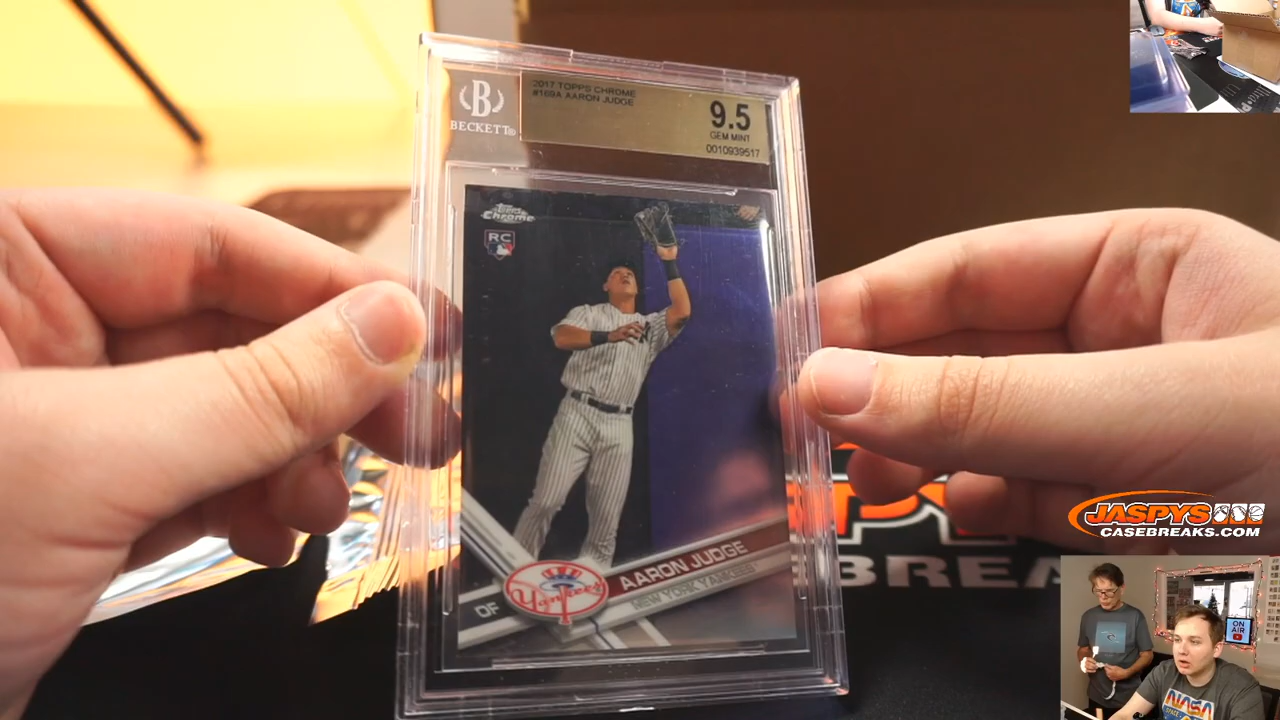 B
BECKETT®
2017 TOPPS CHROME
#169A AARON JUDGE
9.5
GEM MINT
0010939517
Topps
Chrome
RC
AARON JUDGE
NEW YORK YANKEES
Yankees
OF
BREA
JASPYS
CASEBREAKS.COM
ON
AIR
NASA